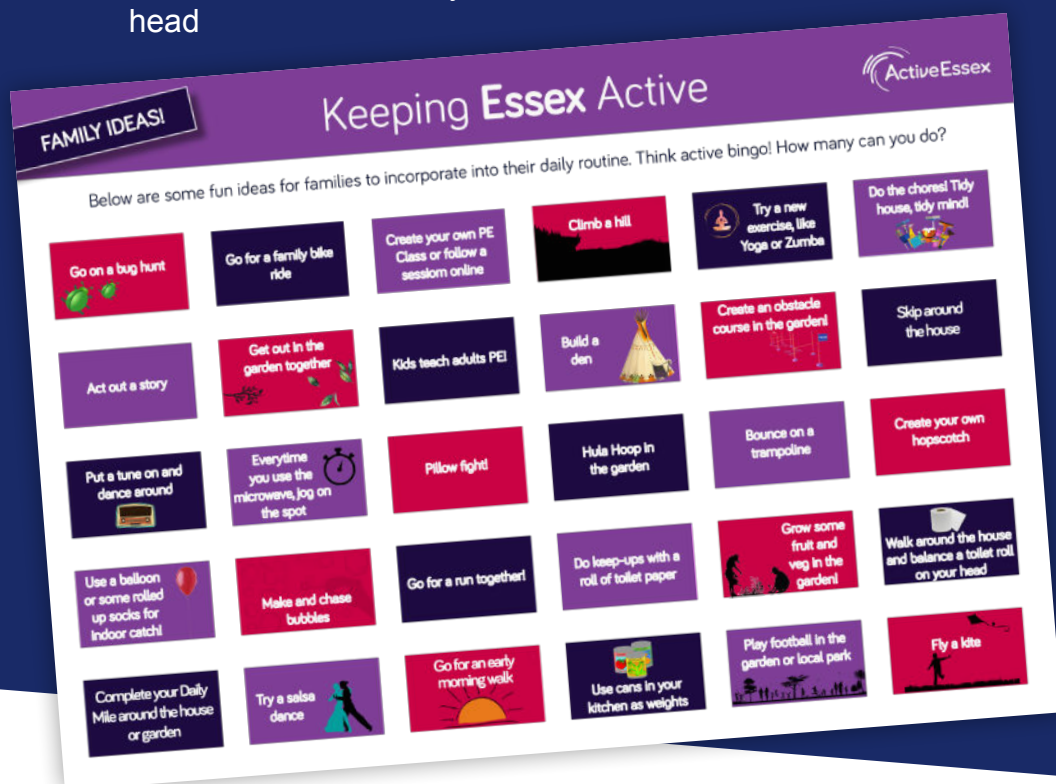 head
FAMILY IDEAS!
Keeping Essex Active
ActiveEssex
Below are some fun ideas for families to incorporate into their daily routine. Think active bingo! How many can you do?
Go on a bug hunt
Go for a family bike
ride
Create your own PE
Class or follow a
sessiom online
Climb a hill
Try a new
exercise, like
Yoga or Zumba
Do the chores! Tidy
house, tidy mind!
Act out a story
Get out in the
garden together
Kids teach adults PE!
Build a
den
Create an obstacle
course in the garden!
Skip around
the house
Put a tune on and
dance around
Everytime
you use the
microwave, jog on
the spot
Pillow fight!
Hula Hoop in
the garden
Bounce on a
trampoline
Create your own
hopscotch
Use a balloon
or some rolled
up socks for
indoor catch!
Make and chase
bubbles
Go for a run together!
Do keep-ups with a
roll of toilet paper
Grow some
fruit and
veg in the
garden!
Walk around the house
and balance a toilet roll
on your head
Complete your Daily
Mile around the house
or garden
Try a salsa
dance
Go for an early
morning walk
Use cans in your
kitchen as weights
Play football in the
garden or local park
Fly a kite